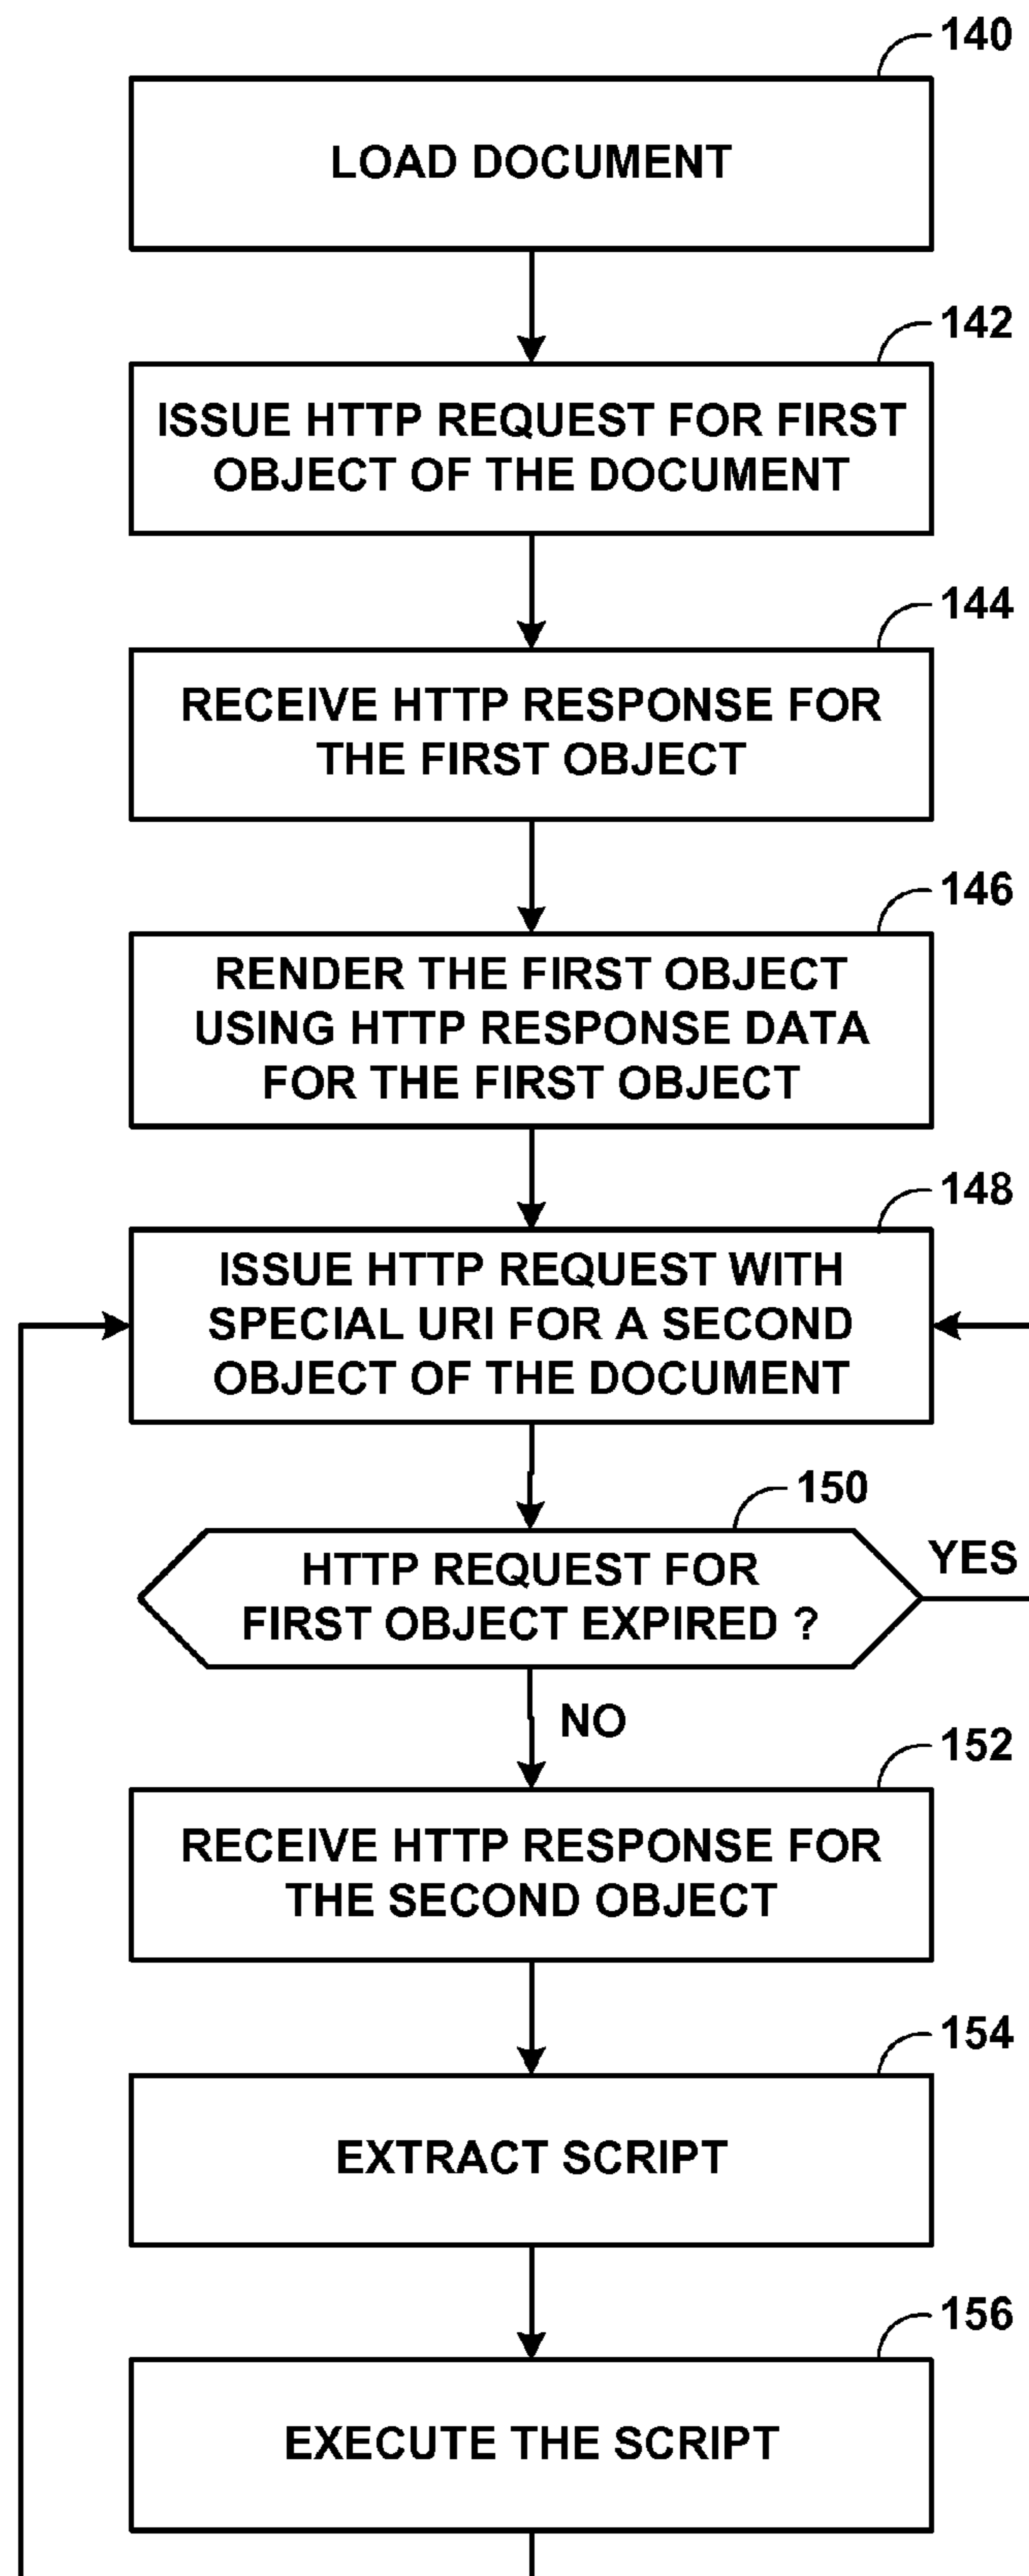 140
LOAD DOCUMENT
142
ISSUE HTTP REQUEST FOR FIRST
OBJECT OF THE DOCUMENT
144
RECEIVE HTTP RESPONSE FOR
THE FIRST OBJECT
146
RENDER THE FIRST OBJECT
USING HTTP RESPONSE DATA
FOR THE FIRST OBJECT
148
ISSUE HTTP REQUEST WITH
SPECIAL URI FOR A SECOND
OBJECT OF THE DOCUMENT
150
HTTP REQUEST FOR
FIRST OBJECT EXPIRED ?
YES
NO
152
RECEIVE HTTP RESPONSE FOR
THE SECOND OBJECT
154
EXTRACT SCRIPT
156
EXECUTE THE SCRIPT